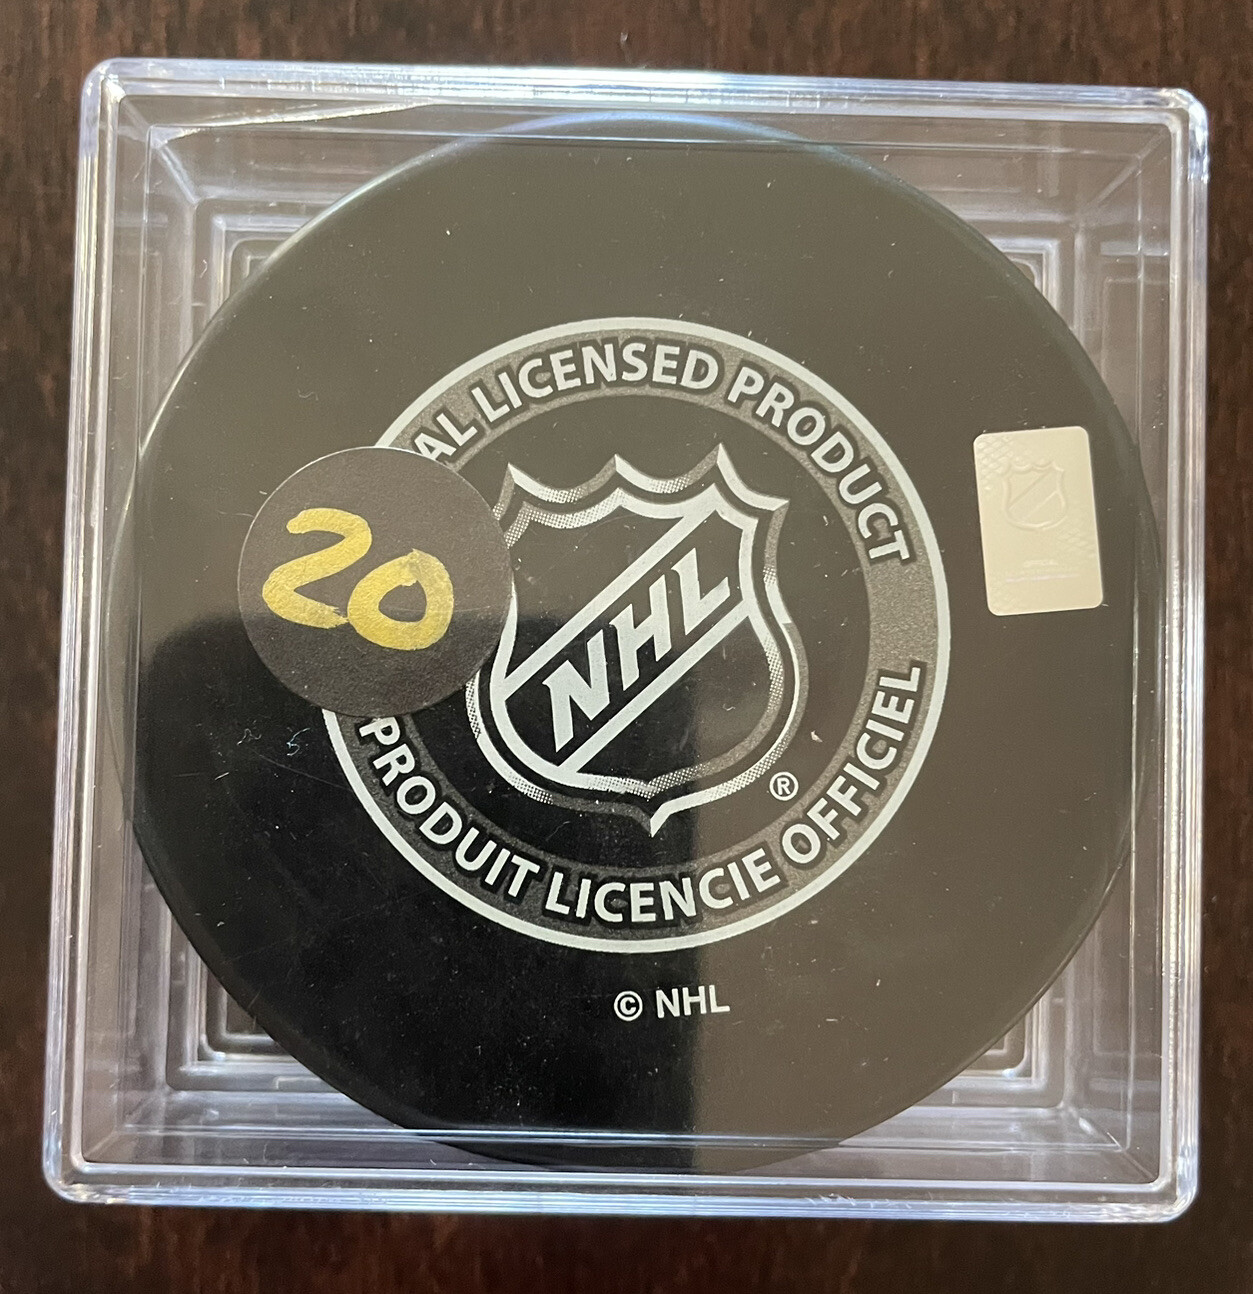 AL LICENSED PRODUCT
20
NHL
®
PRODUIT LICENCIE OFFICIEL
© NHL